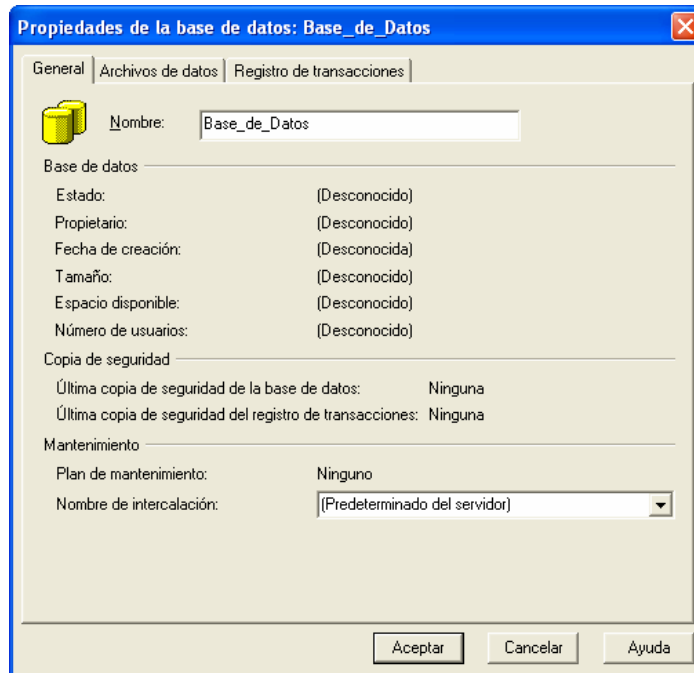 Propiedades de la base de datos: Base_de_Datos
General Archivos de datos Registro de transacciones
Nombre: Base_de_Datos
Base de datos
Estado: (Desconocido)
Propietario: (Desconocido)
Fecha de creación: (Desconocida)
Tamaño: (Desconocido)
Espacio disponible: (Desconocido)
Número de usuarios: (Desconocido)
Copia de seguridad
Última copia de seguridad de la base de datos: Ninguna
Última copia de seguridad del registro de transacciones: Ninguna
Mantenimiento
Plan de mantenimiento: Ninguno
Nombre de intercalación: (Predeterminado del servidor)
Aceptar Cancelar Ayuda